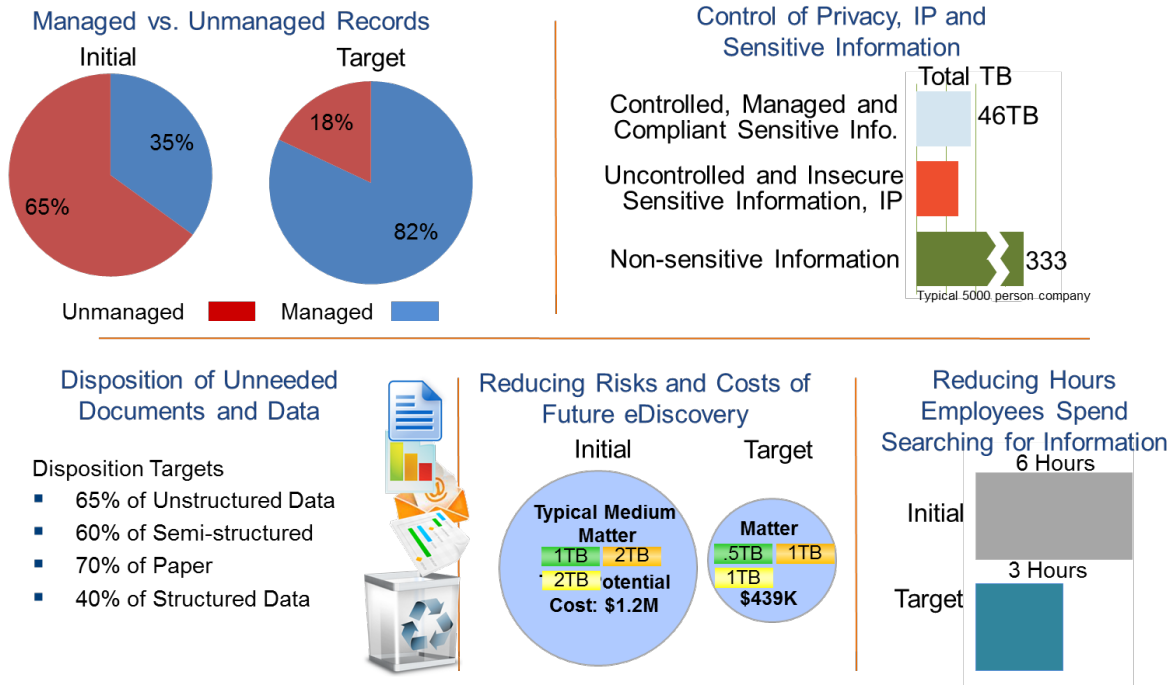 Managed vs. Unmanaged Records
Initial
Target
35%
65%
18%
82%
Unmanaged
Managed
Control of Privacy, IP and
Sensitive Information
Total TB
Controlled, Managed and
Compliant Sensitive Info.
46TB
Uncontrolled and Insecure
Sensitive Information, IP
Non-sensitive Information
333
Typical 5000 person company
Disposition of Unneeded
Documents and Data
Disposition Targets
65% of Unstructured Data
60% of Semi-structured
70% of Paper
40% of Structured Data
@
Reducing Risks and Costs of
Future eDiscovery
Initial
Target
Typical Medium
Matter
1TB 2TB
2TB otential
Cost: $1.2M
Matter
.5TB 1TB
1TB
$439K
Reducing Hours
Employees Spend
Searching for Information
6 Hours
Initial
3 Hours
Target